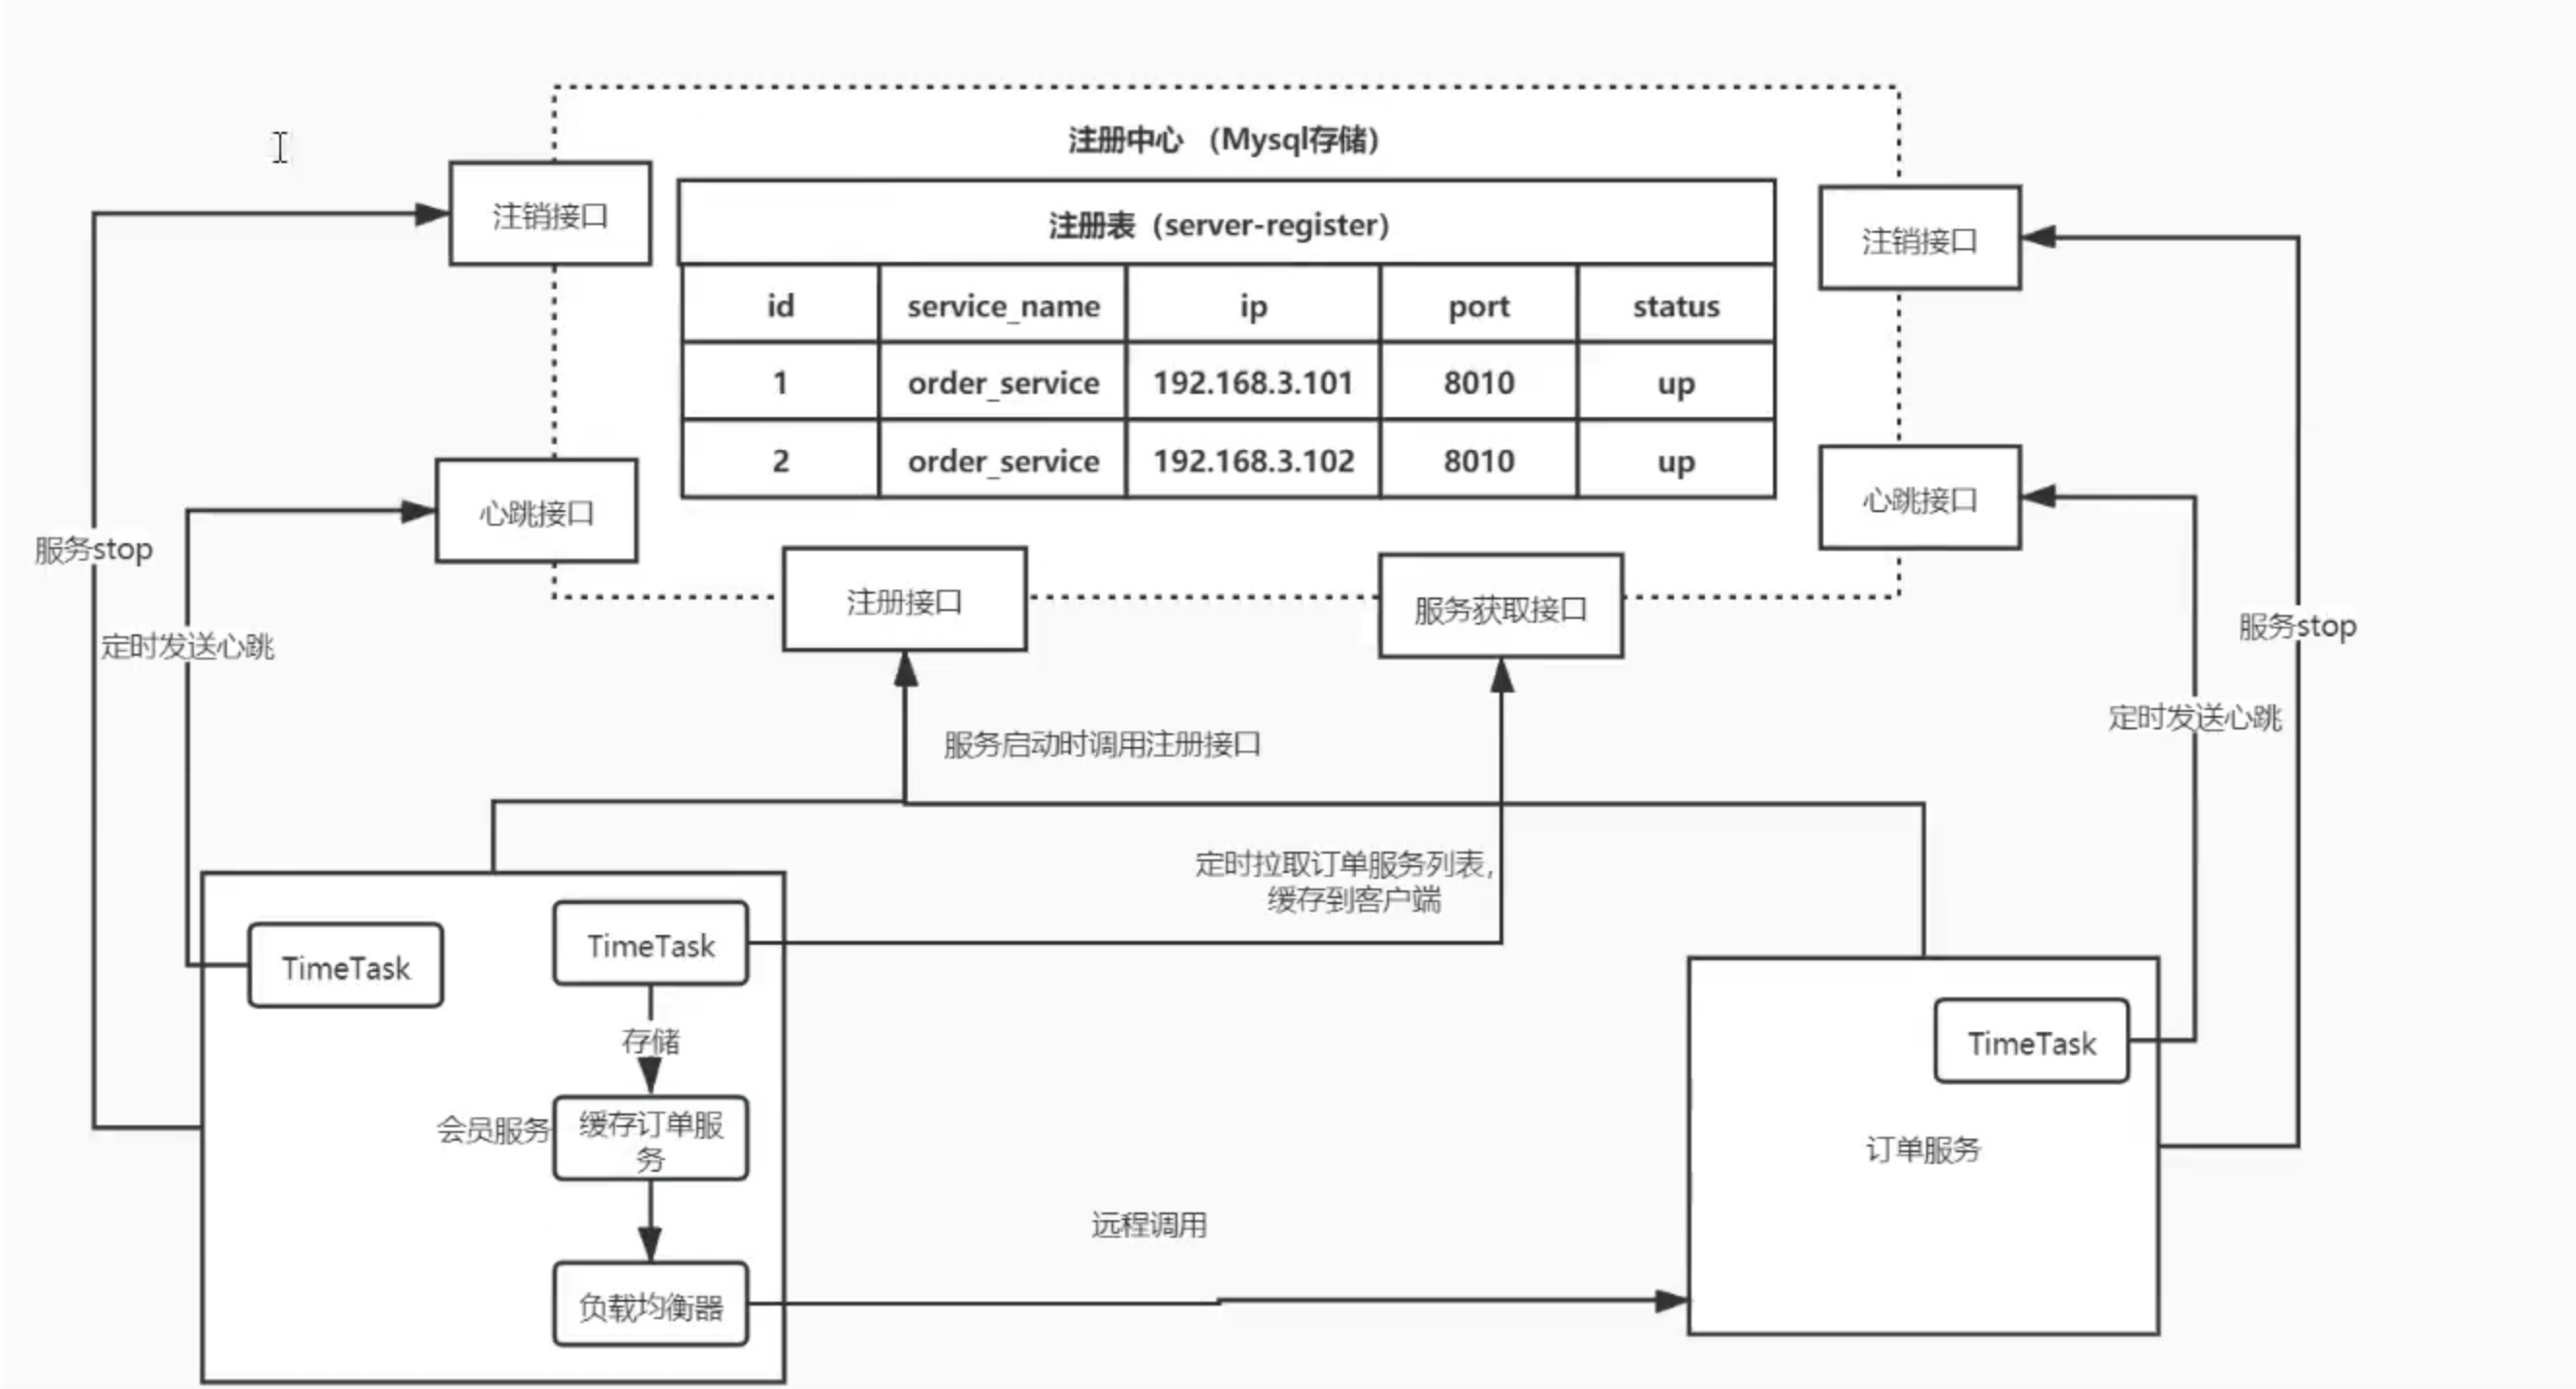 注册中心 （Mysql存储）
注销接口
注册表（server-register）
注销接口
id service_name ip port status
1 order_service 192.168.3.101 8010 up
2 order_service 192.168.3.102 8010 up
心跳接口
心跳接口
服务stop
注册接口
服务获取接口
服务stop
定时发送心跳
定时发送心跳
服务启动时调用注册接口
定时拉取订单服务列表，
缓存到客户端
TimeTask
TimeTask
TimeTask
存储
会员服务
缓存订单服
务
订单服务
远程调用
负载均衡器